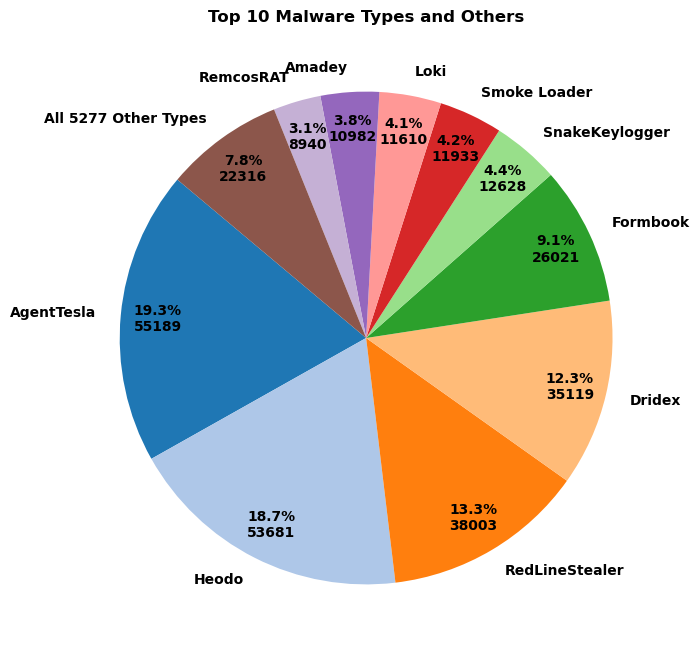 Top 10 Malware Types and Others
Amadey
Loki
RemcosRAT
Smoke Loader
All 5277 Other Types
SnakeKeylogger
3.8%
10982
4.1%
11610
3.1%
8940
4.2%
11933
7.8%
22316
4.4%
12628
Formbook
9.1%
26021
AgentTesla
19.3%
55189
12.3%
35119
Dridex
18.7%
53681
13.3%
38003
Heodo
RedLineStealer